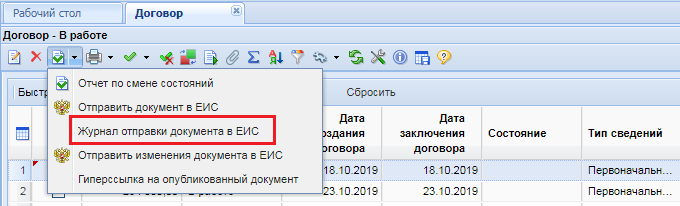 Рабочий стол
Договор
Договор - В работе
Быстр
Сбросить
Отчет по смене состояний
Отправить документ в ЕИС
Журнал отправки документа в ЕИС
Отправить изменения документа в ЕИС
Гиперссылка на опубликованный документ
Дата
Дата заключения договора
Состояние
Тип сведений
1 18.10.2019 18.10.2019 Первоначальн...
2 23.10.2019 23.10.2019 Первоначальн...